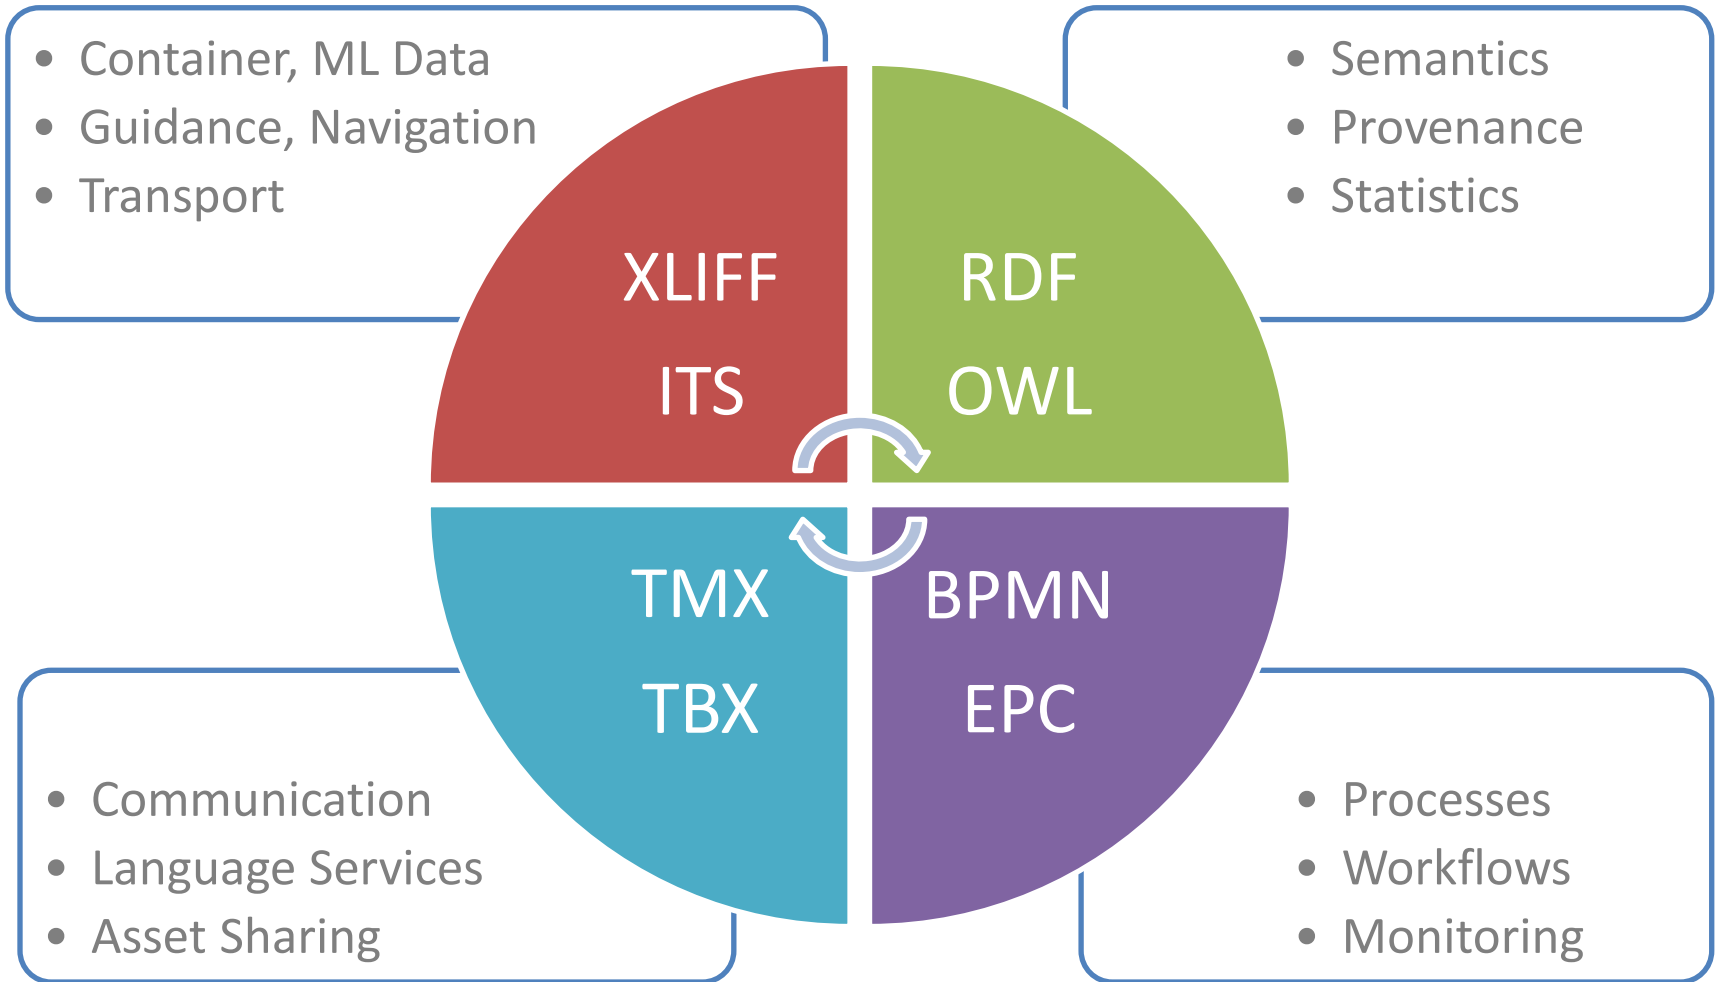 • Container, ML Data
• Guidance, Navigation
• Transport
• Semantics
• Provenance
• Statistics
XLIFF
ITS
RDF
OWL
TMX
TBX
BPMN
EPC
• Communication
• Language Services
• Asset Sharing
• Processes
• Workflows
• Monitoring